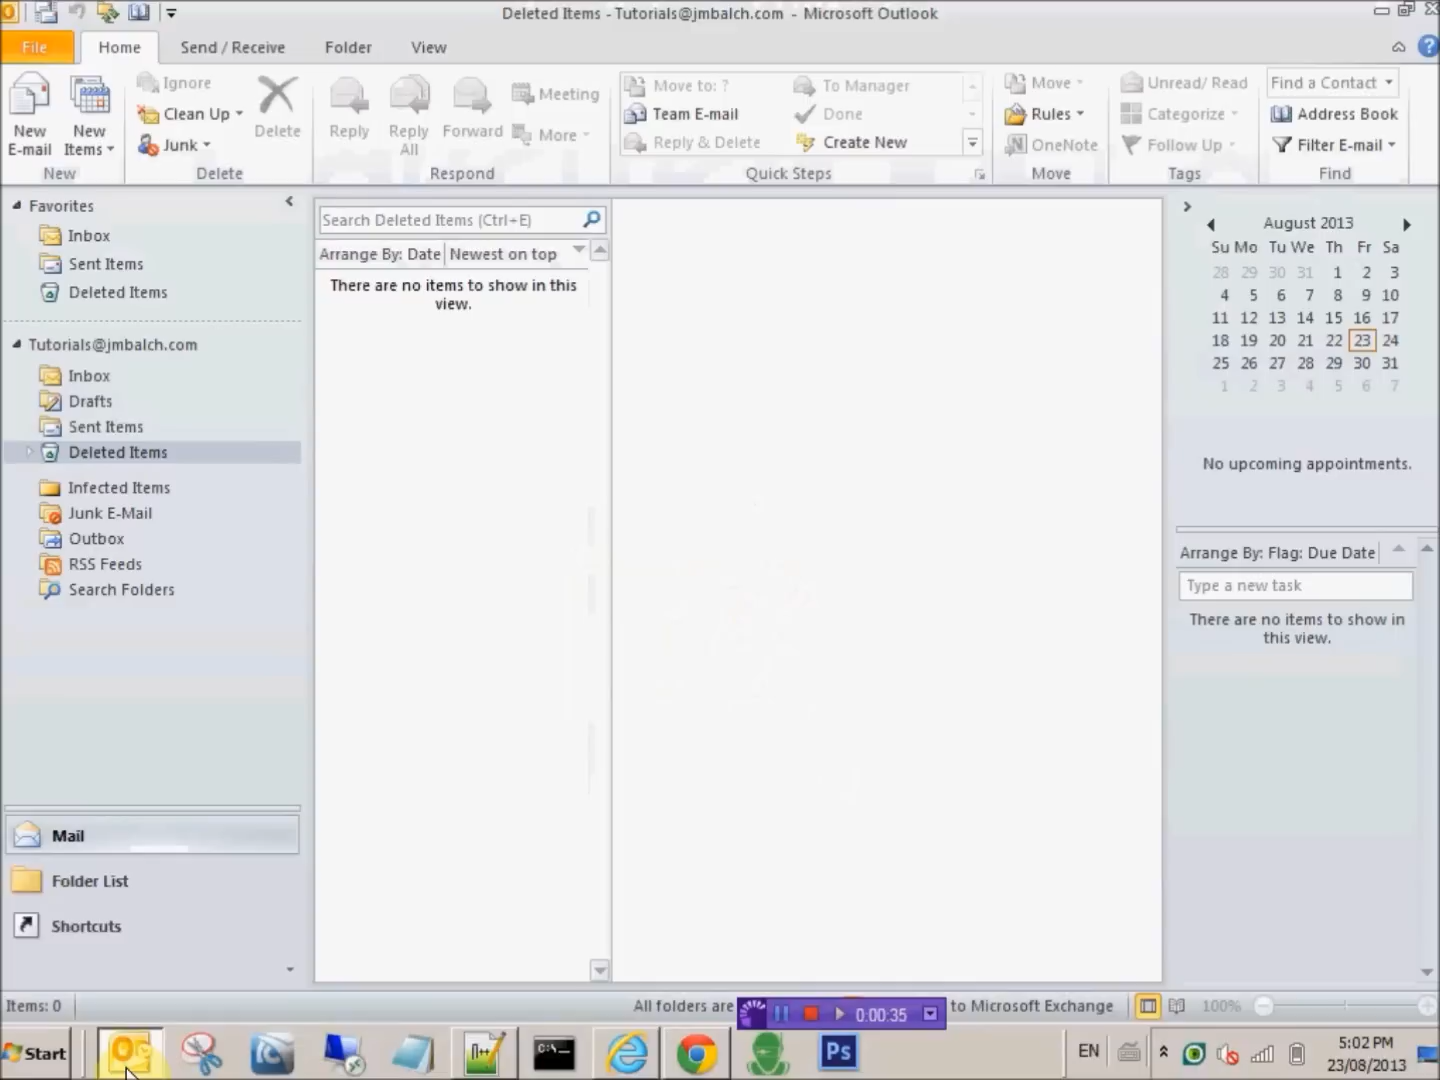 Deleted Items - Tutorials@jmbalch.com - Microsoft Outlook
File Home Send / Receive Folder View
New E-mail
New Items
Ignore
Clean Up
Junk
Delete
Reply
Reply All
Forward
Meeting
More
Move to: ?
Team E-mail
Reply & Delete
To Manager
Done
Create New
Move
Rules
OneNote
Unread/ Read
Categorize
Follow Up
Find a Contact
Address Book
Filter E-mail
New Delete Respond Quick Steps Move Tags Find
Favorites
Inbox
Sent Items
Deleted Items
Tutorials@jmbalch.com
Inbox
Drafts
Sent Items
Deleted Items
Infected Items
Junk E-Mail
Outbox
RSS Feeds
Search Folders
Mail
Folder List
Shortcuts
Search Deleted Items (Ctrl+E)
Arrange By: Date Newest on top
There are no items to show in this
view.
August 2013
Su Mo Tu We Th Fr Sa
28 29 30 31 1 2 3
4 5 6 7 8 9 10
11 12 13 14 15 16 17
18 19 20 21 22 23 24
25 26 27 28 29 30 31
1 2 3 4 5 6 7
No upcoming appointments.
Arrange By: Flag: Due Date
Type a new task
There are no items to show in
this view.
Items: 0
All folders are
0:00:35
to Microsoft Exchange
100%
Start
n++
C:\-
Ps
EN
5:02 PM
23/08/2013